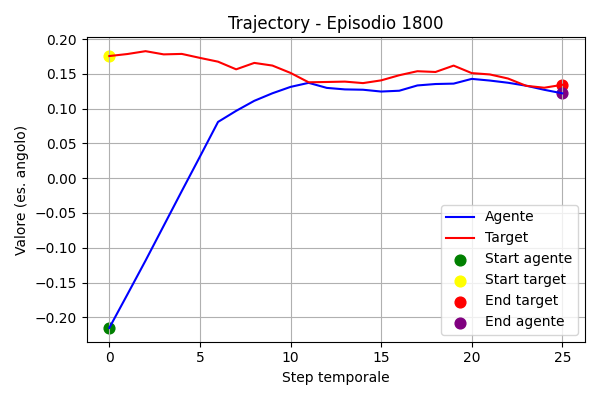 Trajectory - Episodio 1800
Valore (es. angolo)
0.20
0.15
0.10
0.05
0.00
−0.05
−0.10
−0.15
−0.20
0 5 10 15 20 25
Step temporale
Agente
Target
Start agente
Start target
End target
End agente